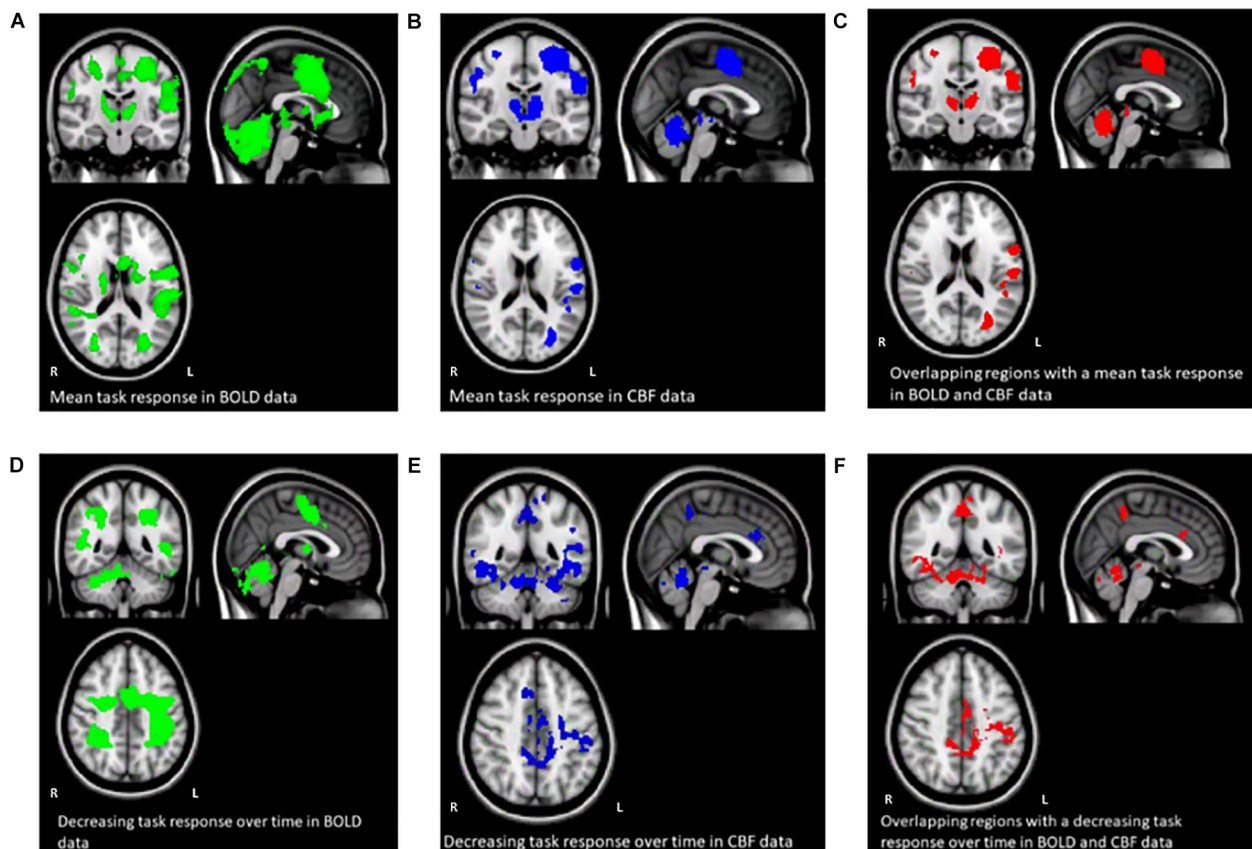 A
B
C
R
L
Mean task response in BOLD data
R
L
Mean task response in CBF data
R
L
Overlapping regions with a mean task response
in BOLD and CBF data
D
E
F
R
L
Decreasing task response over time in BOLD
data
R
L
Decreasing task response over time in CBF data
R
L
Overlapping regions with a decreasing task
response over time in BOLD and CBF data